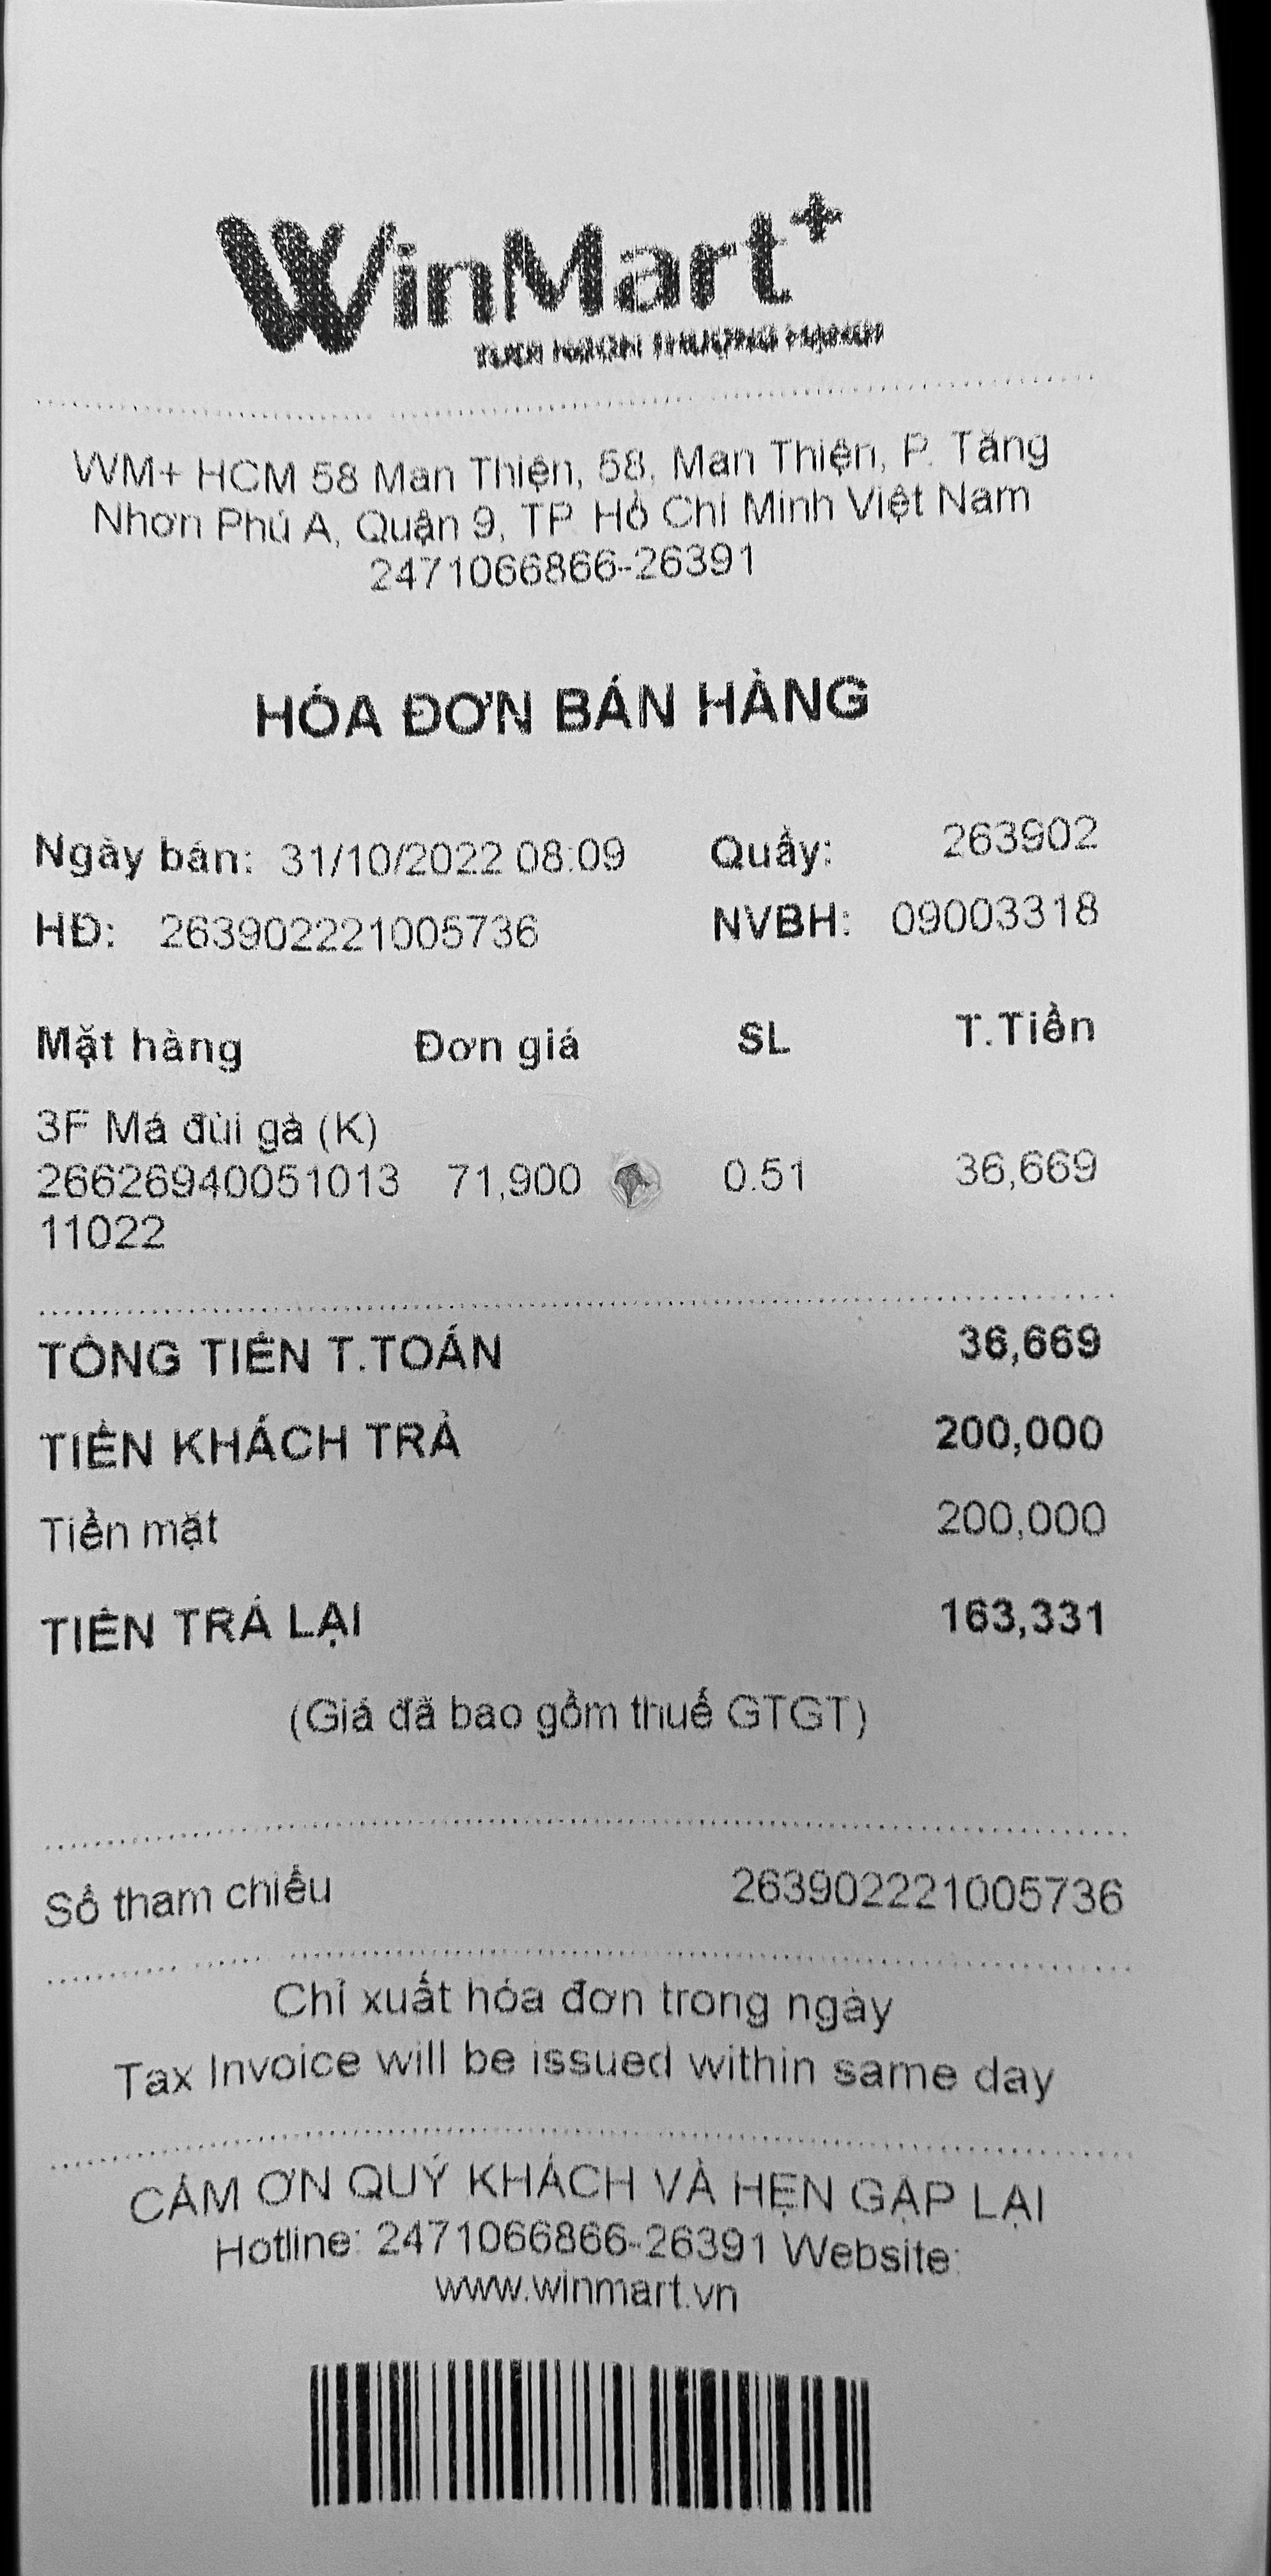 WinMart+
WM+ HCM 58 Man Thiện, 58, Man Thiện, P. Tăng
Nhơn Phú A, Quận 9, TP. Hồ Chí Minh Việt Nam
2471066866-26391
HÓA ĐƠN BÁN HÀNG
Ngày bán: 31/10/2022 08:09 Quầy: 263902
HĐ: 263902221005736 NVBH: 09003318
Mặt hàng Đơn giá SL T.Tiền
3F Má đùi gà (K)
26626940051013 71,900 0.51 36,669
11022
TỔNG TIỀN T.TOÁN 36,669
TIỀN KHÁCH TRẢ 200,000
Tiền mặt 200,000
TIỀN TRẢ LẠI 163,331
(Giá đã bao gồm thuế GTGT)
Số tham chiếu 263902221005736
Chỉ xuất hóa đơn trong ngày
Tax Invoice will be issued within same day
CẢM ƠN QUÝ KHÁCH VÀ HẸN GẶP LẠI
Hotline: 2471066866-26391 Website:
www.winmart.vn